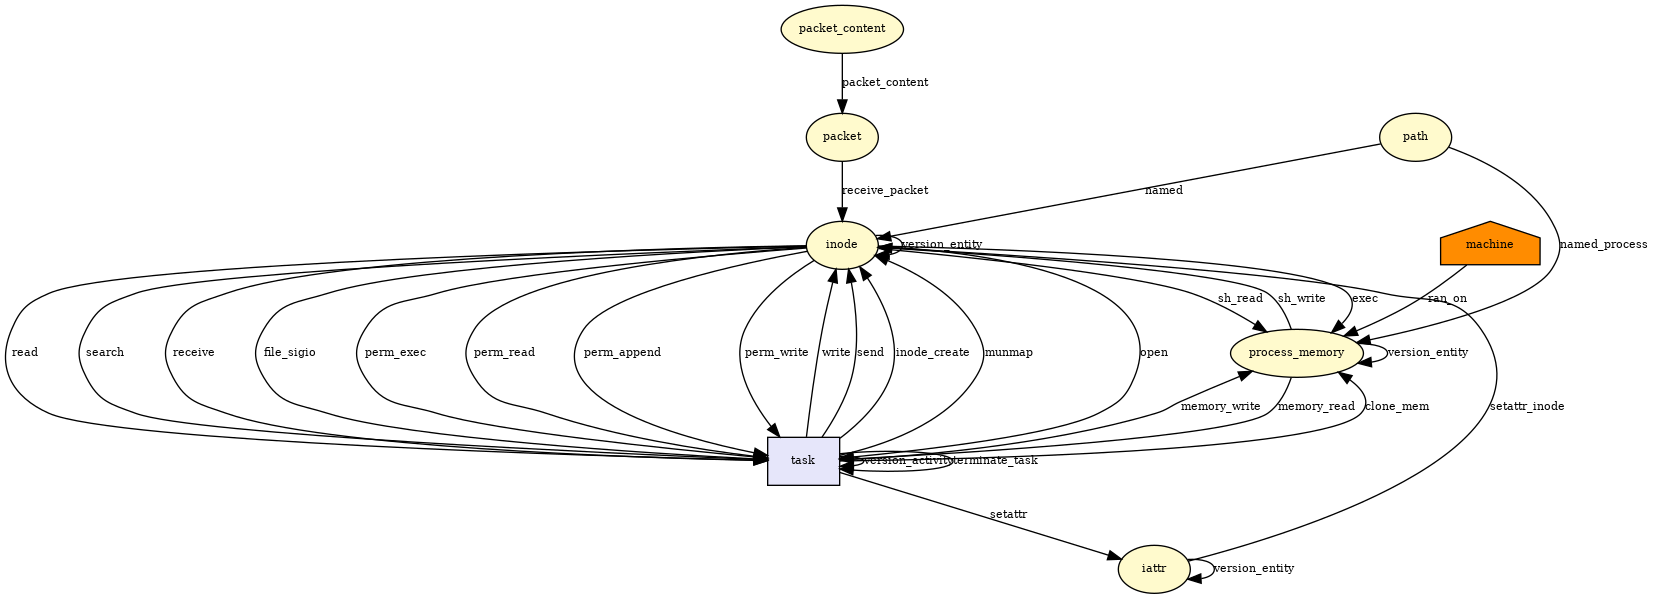 packet_content
packet_content
packet
path
receive_packet
named
inode
version_entity
machine
named_process
sh_read
sh_write
exec
ran_on
read
search
receive
file_sigio
perm_exec
perm_read
perm_append
perm_write
write
send
inode_create
munmap
open
process_memory
version_entity
memory_write
memory_read
clone_mem
setattr_inode
task
version_activity
terminate_task
setattr
iattr
version_entity